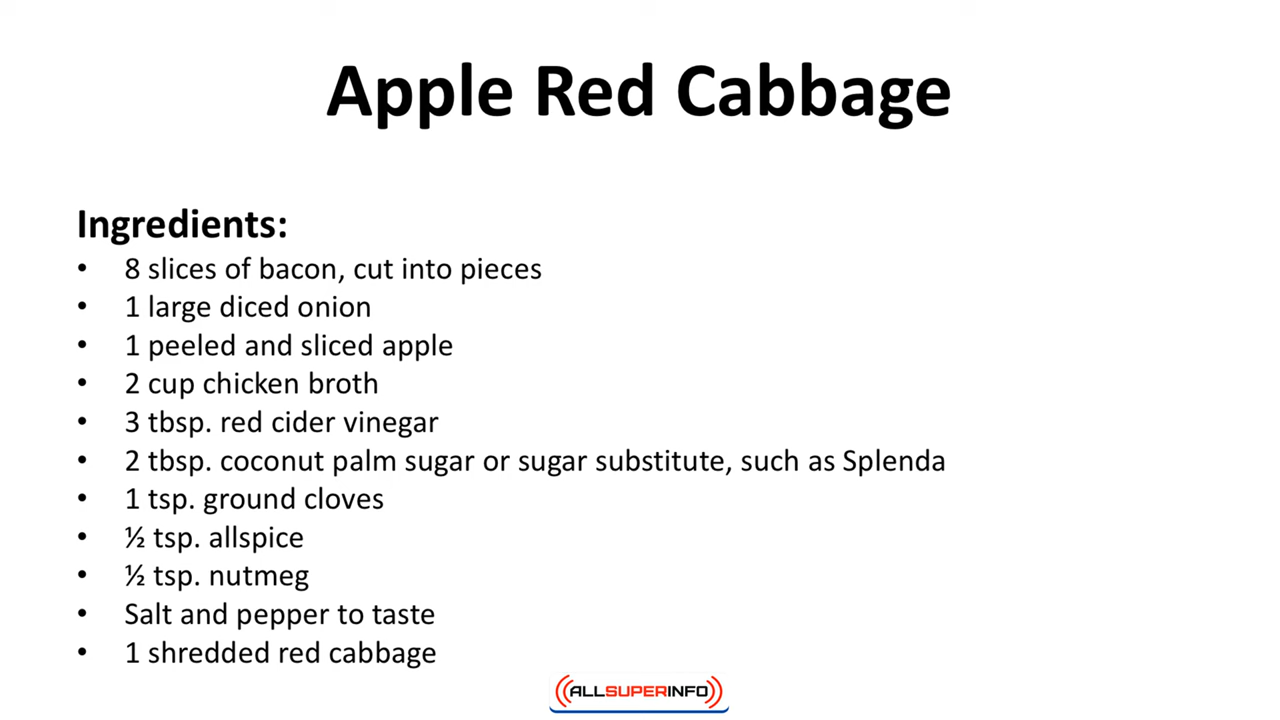 Apple Red Cabbage
Ingredients:
• 8 slices of bacon, cut into pieces
• 1 large diced onion
• 1 peeled and sliced apple
• 2 cup chicken broth
• 3 tbsp. red cider vinegar
• 2 tbsp. coconut palm sugar or sugar substitute, such as Splenda
• 1 tsp. ground cloves
• ½ tsp. allspice
• ½ tsp. nutmeg
• Salt and pepper to taste
• 1 shredded red cabbage
ALLSUPERINFO